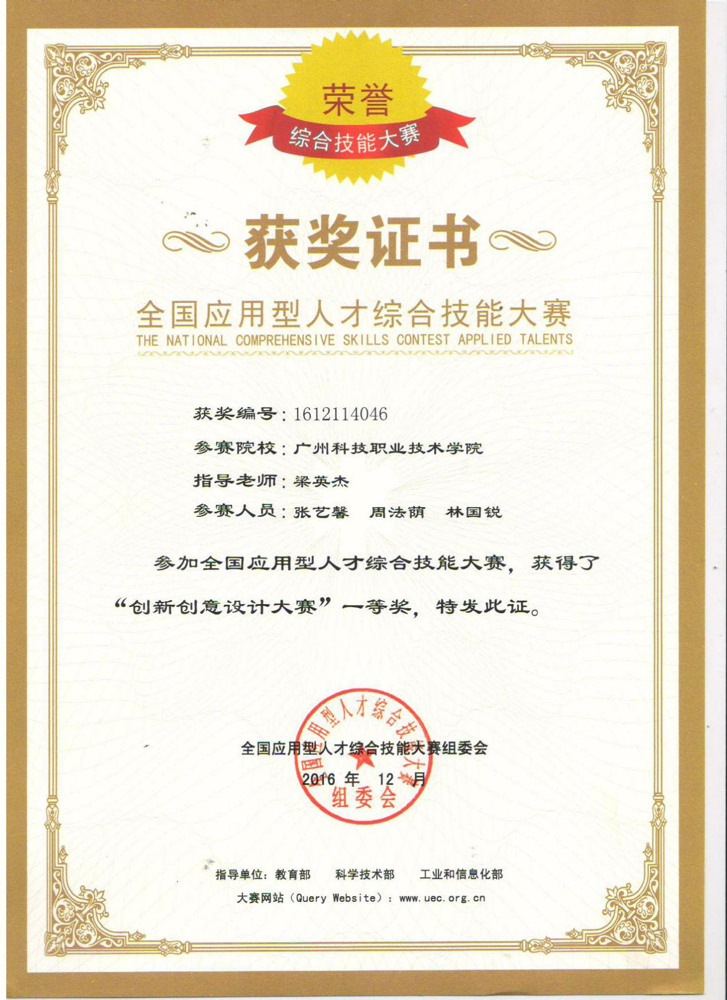 荣誉
综合技能大赛
获奖证书
全国应用型人才综合技能大赛
THE NATIONAL COMPREHENSIVE SKILLS CONTEST APPLIED TALENTS
获奖编号：1612114046
参赛院校：广州科技职业技术学院
指导老师：梁英杰
参赛人员：张艺馨 周法荫 林国锐
参加全国应用型人才综合技能大赛，获得了
“创新创意设计大赛”一等奖，特发此证。
全国应用型人才综合技能大赛
全国应用型人才综合技能大赛组委会
2016 年 12 月
组委会
指导单位：教育部 科学技术部 工业和信息化部
大赛网站（Query Website）：www.uec.org.cn